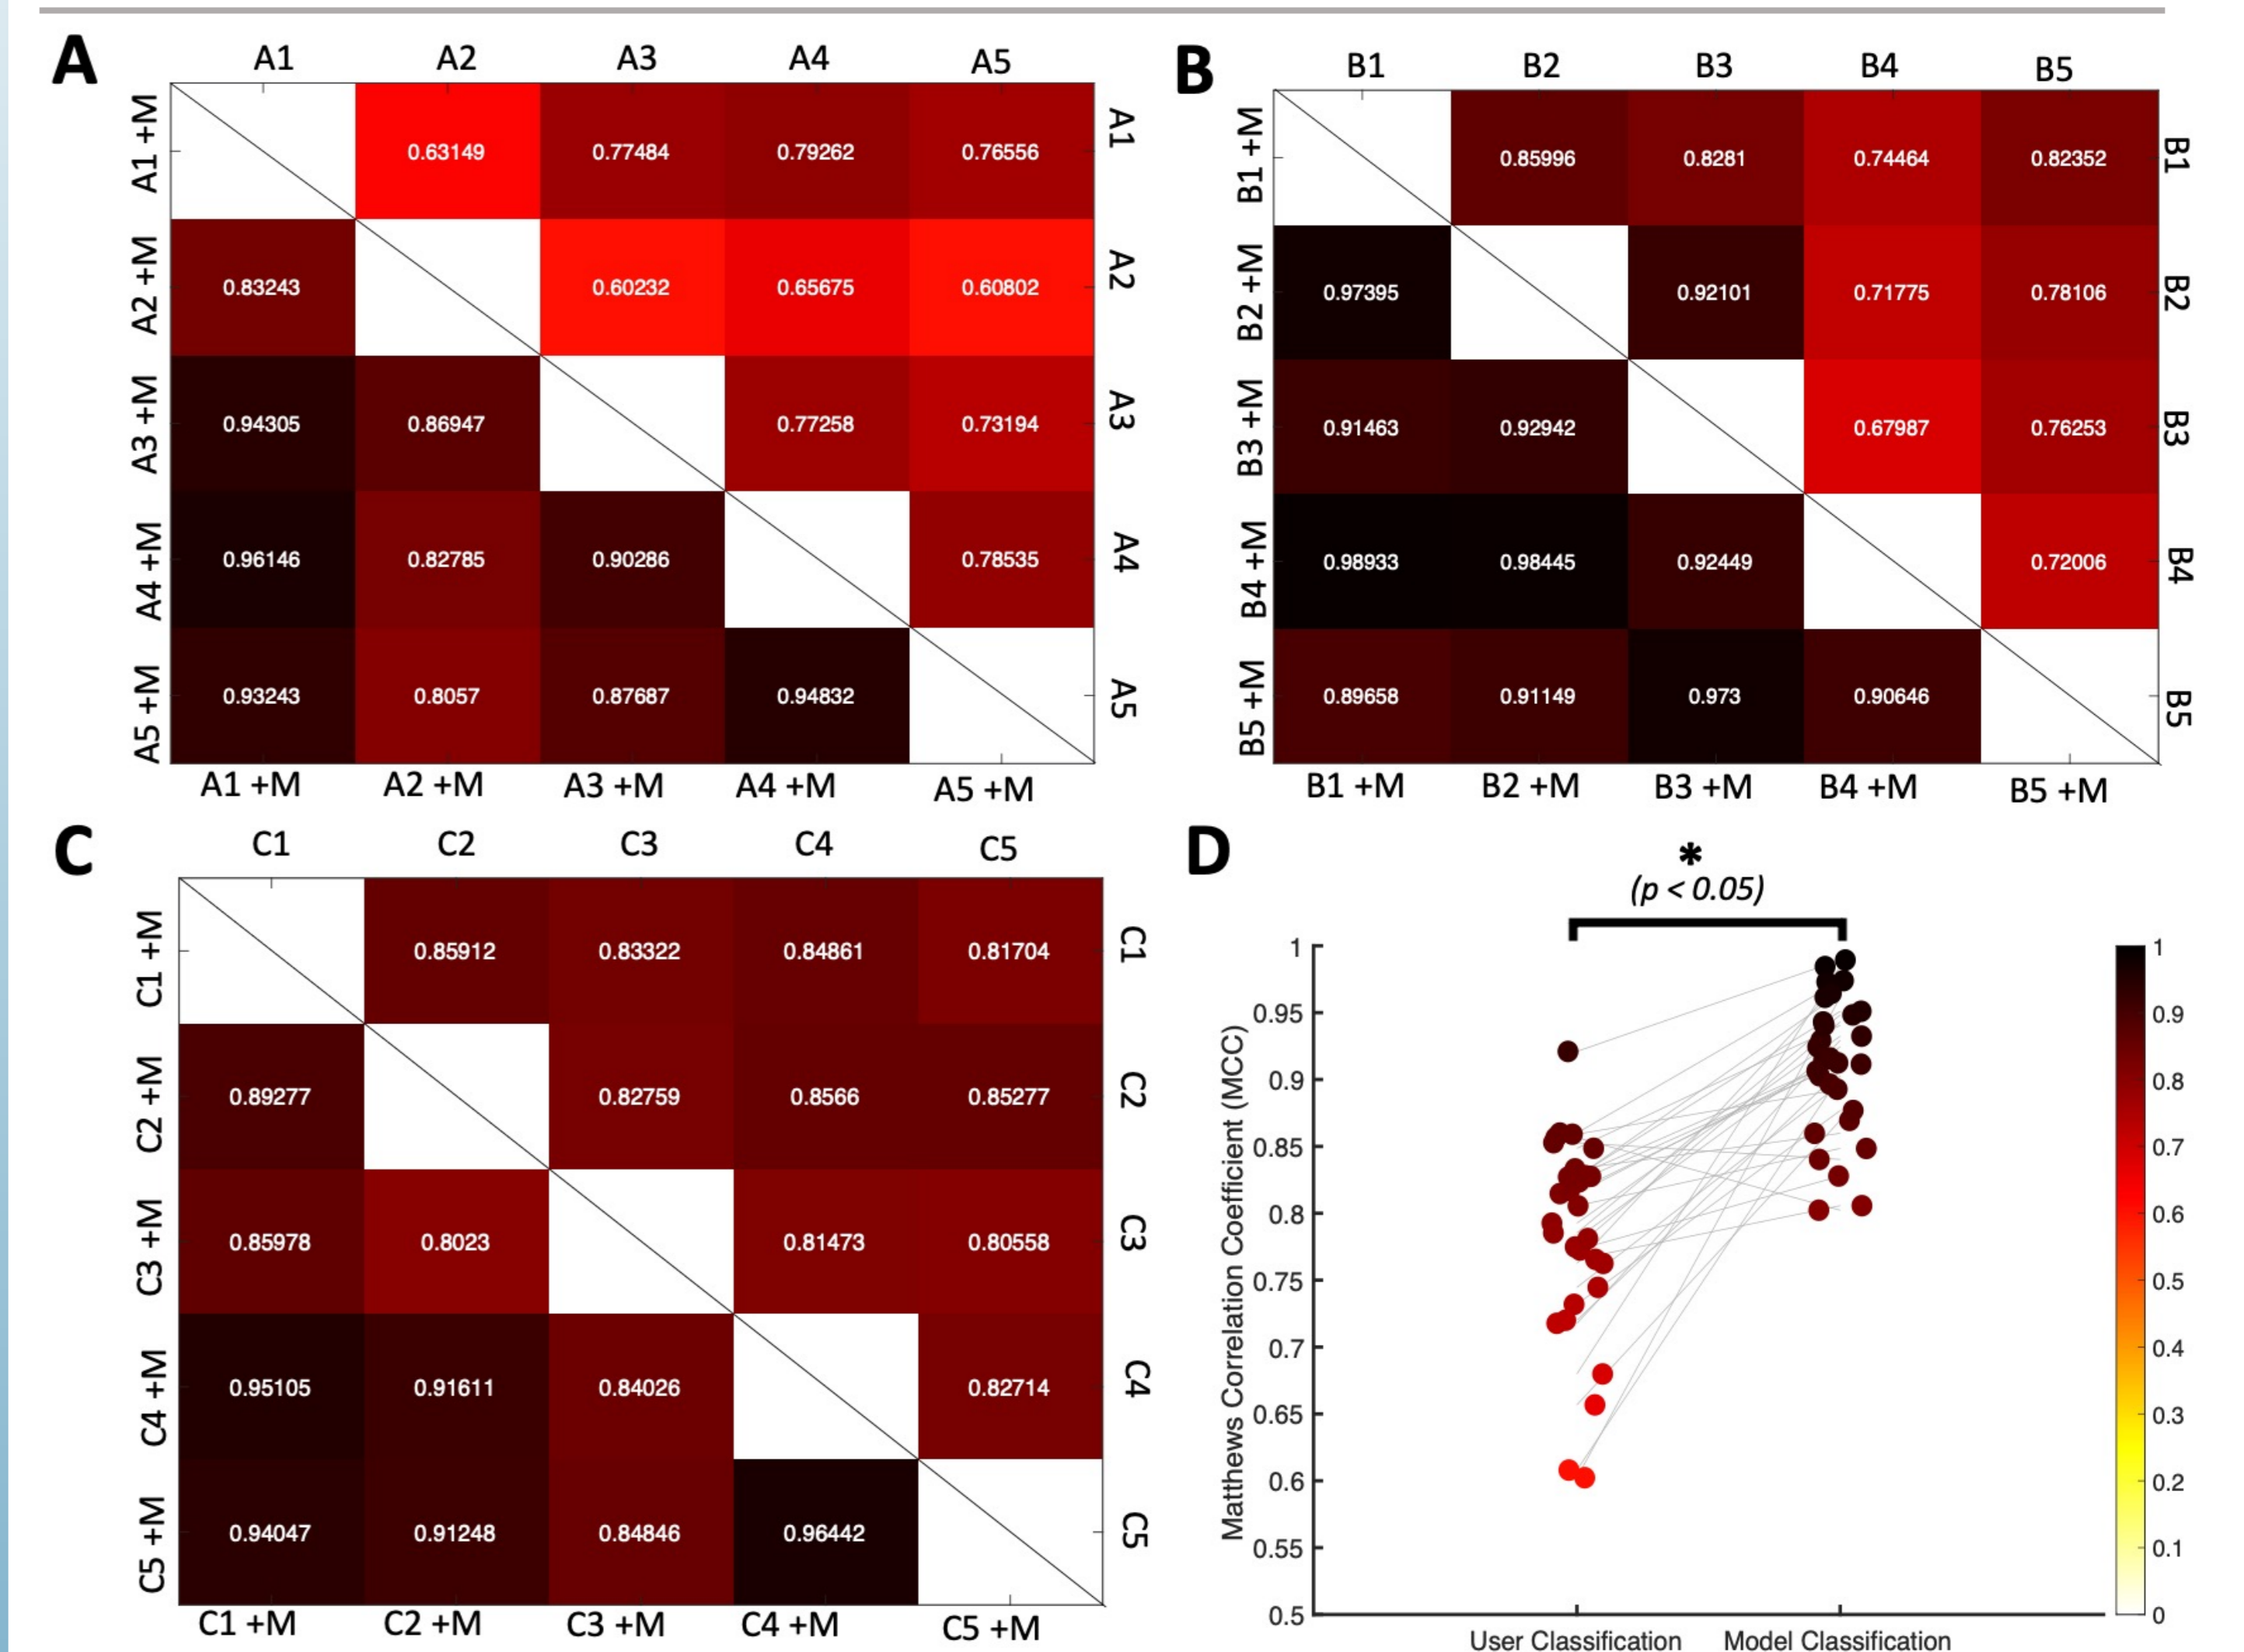 A
A1 A2 A3 A4 A5
A1 +M 0.63149 0.77484 0.79262 0.76556 A1
A2 +M 0.83243 0.60232 0.65675 0.60802 A2
A3 +M 0.94305 0.86947 0.77258 0.73194 A3
A4 +M 0.96146 0.82785 0.90286 0.78535 A4
A5 +M 0.93243 0.8057 0.87687 0.94832 A5
A1 +M A2 +M A3 +M A4 +M A5 +M
B
B1 B2 B3 B4 B5
B1 +M 0.85996 0.8281 0.74464 0.82352 B1
B2 +M 0.97395 0.92101 0.71775 0.78106 B2
B3 +M 0.91463 0.92942 0.67987 0.76253 B3
B4 +M 0.98933 0.98445 0.92449 0.72006 B4
B5 +M 0.89658 0.91149 0.973 0.90646 B5
B1 +M B2 +M B3 +M B4 +M B5 +M
C
C1 C2 C3 C4 C5
C1 +M 0.85912 0.83322 0.84861 0.81704 C1
C2 +M 0.89277 0.82759 0.8566 0.85277 C2
C3 +M 0.85978 0.8023 0.81473 0.80558 C3
C4 +M 0.95105 0.91611 0.84026 0.82714 C4
C5 +M 0.94047 0.91248 0.84846 0.96442 C5
C1 +M C2 +M C3 +M C4 +M C5 +M
D
*
(p < 0.05)
Matthews Correlation Coefficient (MCC)
1
0.95
0.9
0.85
0.8
0.75
0.7
0.65
0.6
0.55
0.5
User Classification Model Classification
1
0.9
0.8
0.7
0.6
0.5
0.4
0.3
0.2
0.1
0